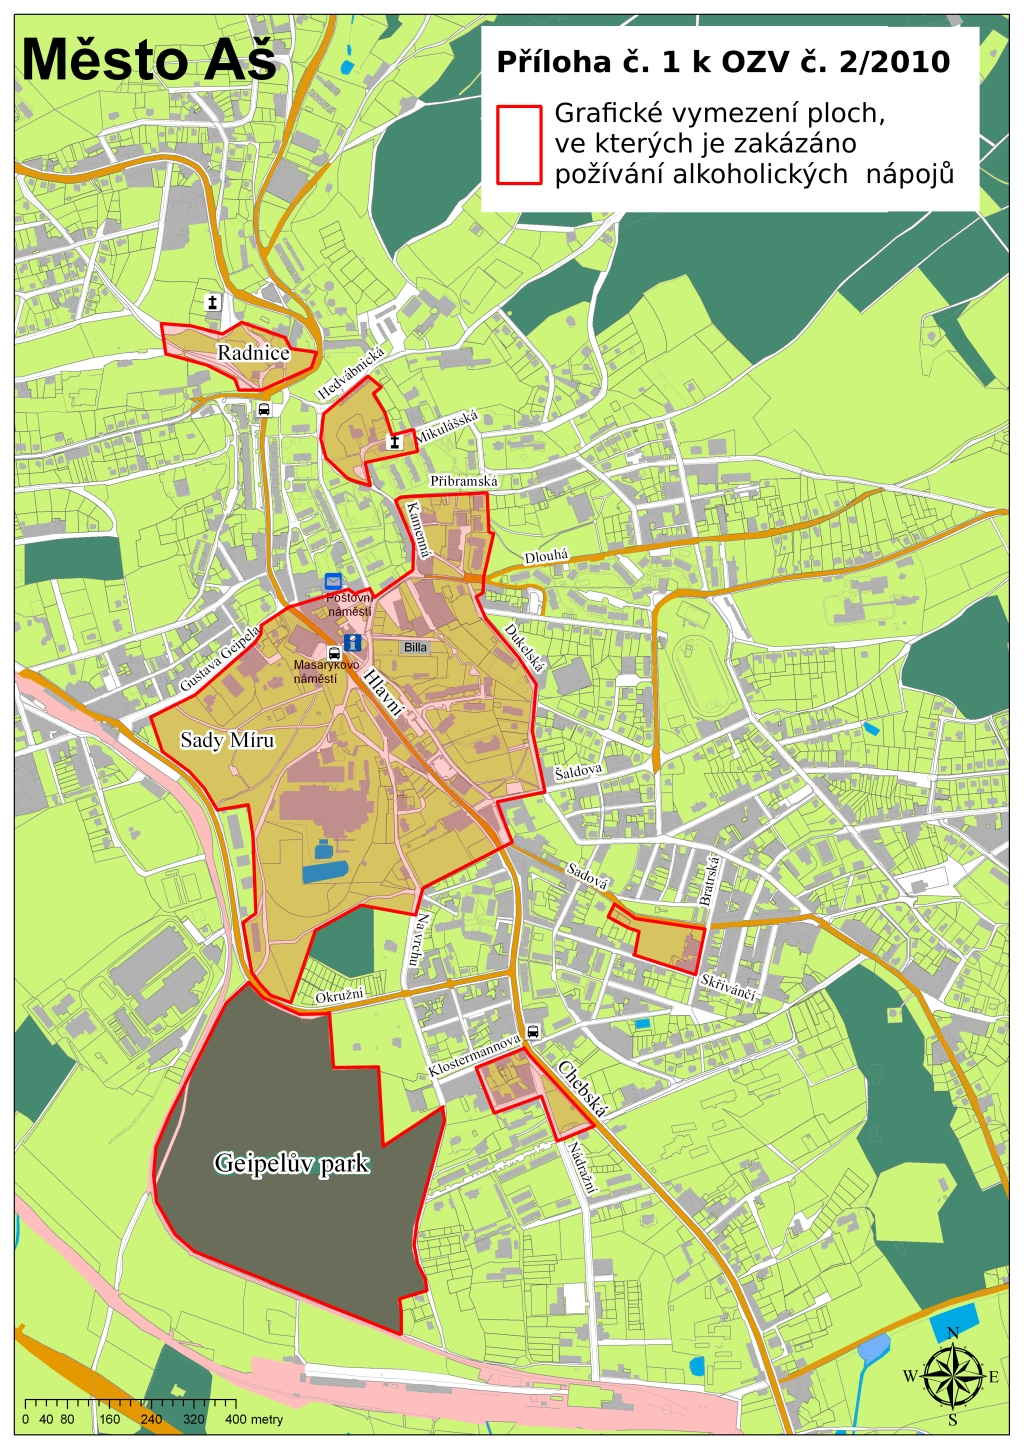 Město Aš
Příloha č. 1 k OZV č. 2/2010
Grafické vymezení ploch,
ve kterých je zakázáno
požívání alkoholických nápojů
Radnice
Hedvábnická
Mikulášská
Příbramská
Kamenná
Dlouhá
Poštovní
náměstí
Gustava Geipela
Masarykovo
náměstí
Billa
Dukelská
Hlavní
Sady Míru
Šaldova
Sadová
Bratrská
Na vrchu
Skřivánčí
Okružní
Klostermannova
Chebská
Geipelův park
Nádražní
N
W E
S
0 40 80 160 240 320 400 metry